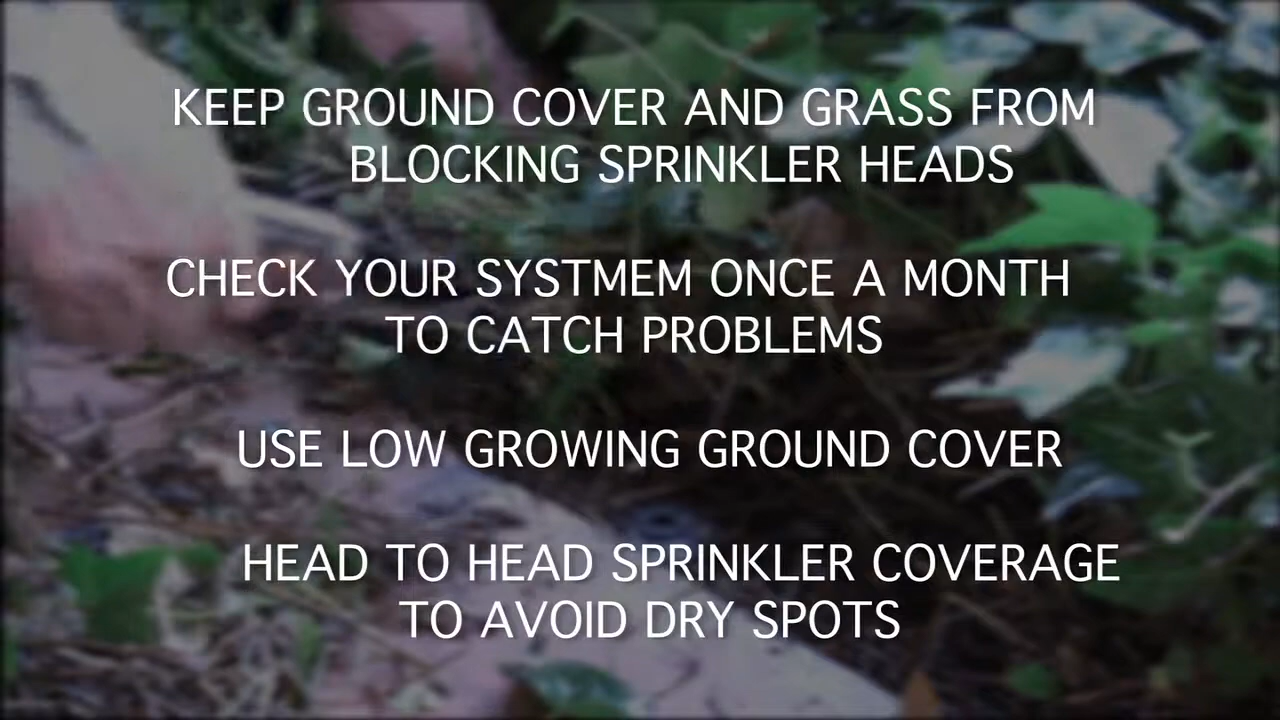 KEEP GROUND COVER AND GRASS FROM
BLOCKING SPRINKLER HEADS
CHECK YOUR SYSTMEM ONCE A MONTH
TO CATCH PROBLEMS
USE LOW GROWING GROUND COVER
HEAD TO HEAD SPRINKLER COVERAGE
TO AVOID DRY SPOTS